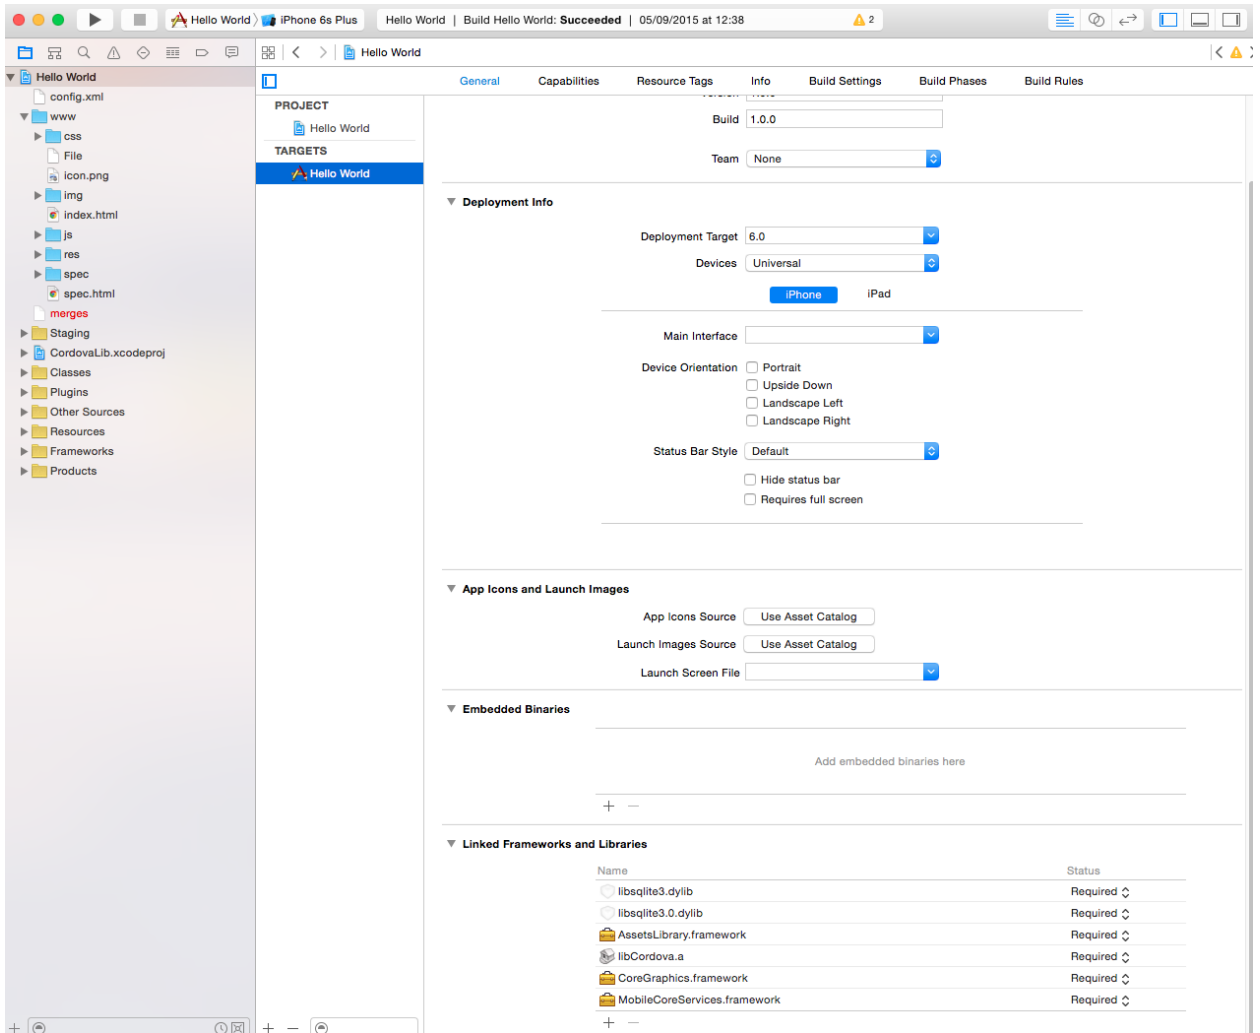 Hello World iPhone 6s Plus Hello World | Build Hello World: Succeeded | 05/09/2015 at 12:38 2
Hello World
Hello World
config.xml
www
css
File
icon.png
img
index.html
js
res
spec
spec.html
merges
Staging
CordovaLib.xcodeproj
Classes
Plugins
Other Sources
Resources
Frameworks
Products
PROJECT
Hello World
TARGETS
Hello World
General Capabilities Resource Tags Info Build Settings Build Phases Build Rules
Build 1.0.0
Team None
Deployment Info
Deployment Target 6.0
Devices Universal
iPhone iPad
Main Interface
Device Orientation Portrait
Upside Down
Landscape Left
Landscape Right
Status Bar Style Default
Hide status bar
Requires full screen
App Icons and Launch Images
App Icons Source Use Asset Catalog
Launch Images Source Use Asset Catalog
Launch Screen File
Embedded Binaries
Add embedded binaries here
Linked Frameworks and Libraries
Name Status
libsqlite3.dylib Required
libsqlite3.0.dylib Required
AssetsLibrary.framework Required
libCordova.a Required
CoreGraphics.framework Required
MobileCoreServices.framework Required